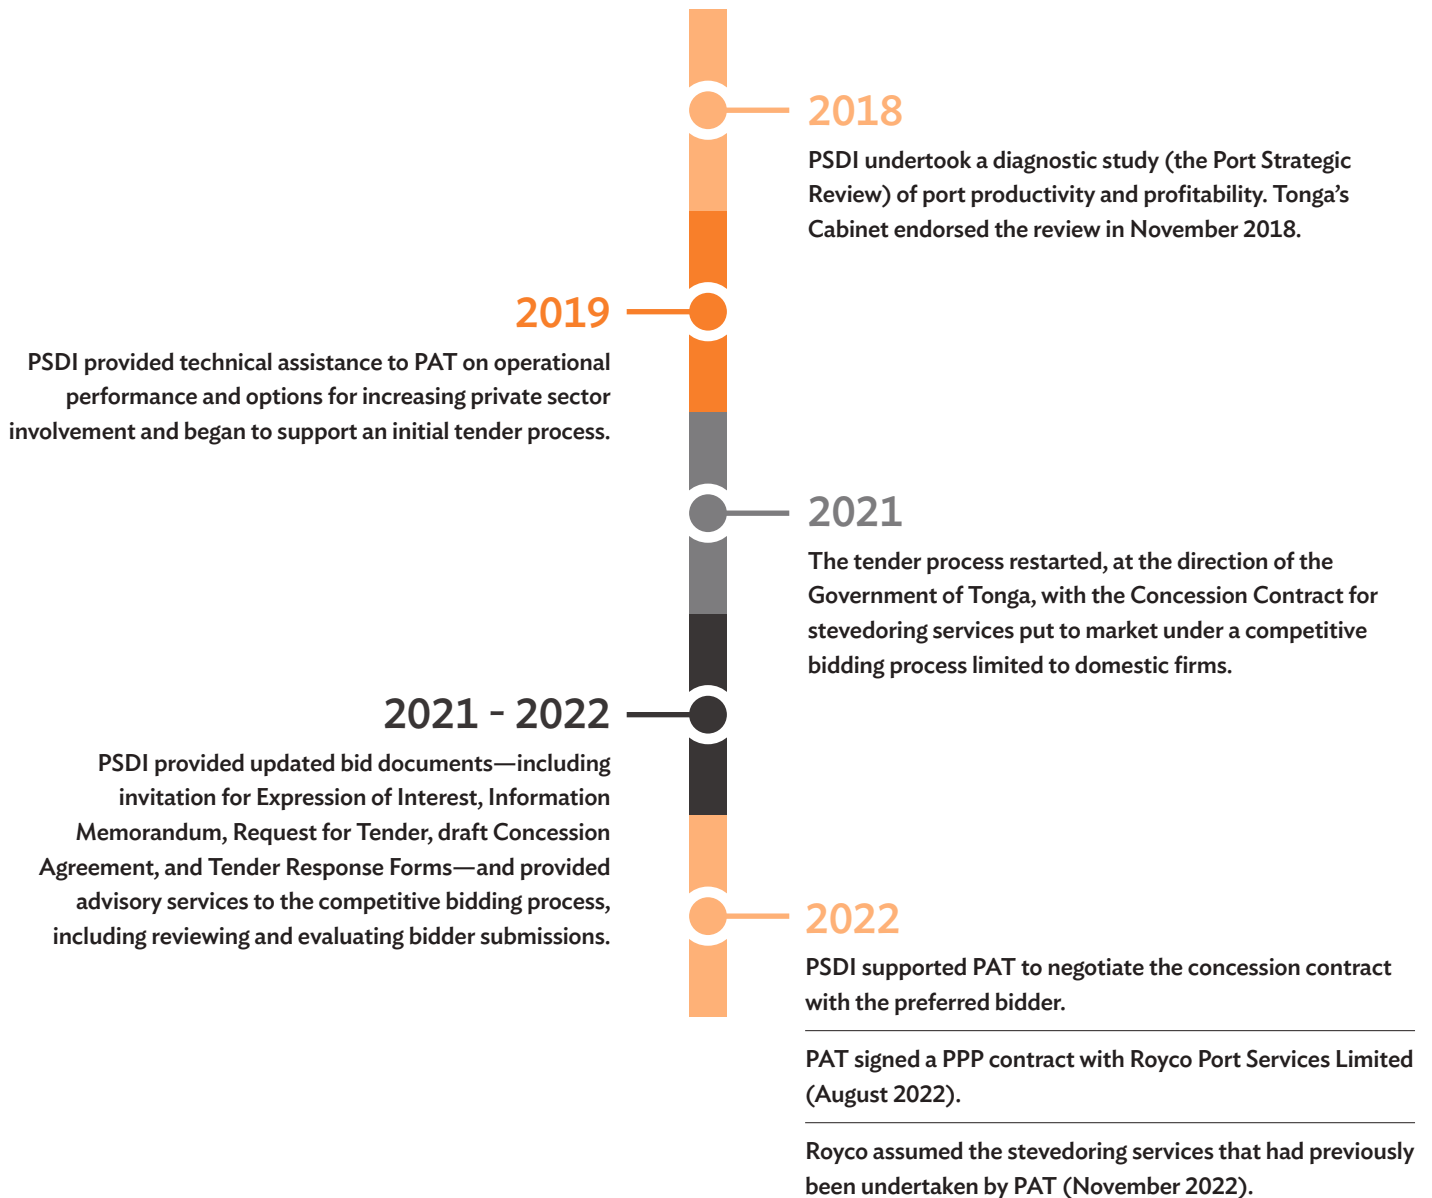 2018
PSDI undertook a diagnostic study (the Port Strategic
Review) of port productivity and profitability. Tonga’s
Cabinet endorsed the review in November 2018.
2019
PSDI provided technical assistance to PAT on operational
performance and options for increasing private sector
involvement and began to support an initial tender process.
2021
The tender process restarted, at the direction of the
Government of Tonga, with the Concession Contract for
stevedoring services put to market under a competitive
bidding process limited to domestic firms.
2021 - 2022
PSDI provided updated bid documents—including
invitation for Expression of Interest, Information
Memorandum, Request for Tender, draft Concession
Agreement, and Tender Response Forms—and provided
advisory services to the competitive bidding process,
including reviewing and evaluating bidder submissions.
2022
PSDI supported PAT to negotiate the concession contract
with the preferred bidder.
PAT signed a PPP contract with Royco Port Services Limited
(August 2022).
Royco assumed the stevedoring services that had previously
been undertaken by PAT (November 2022).